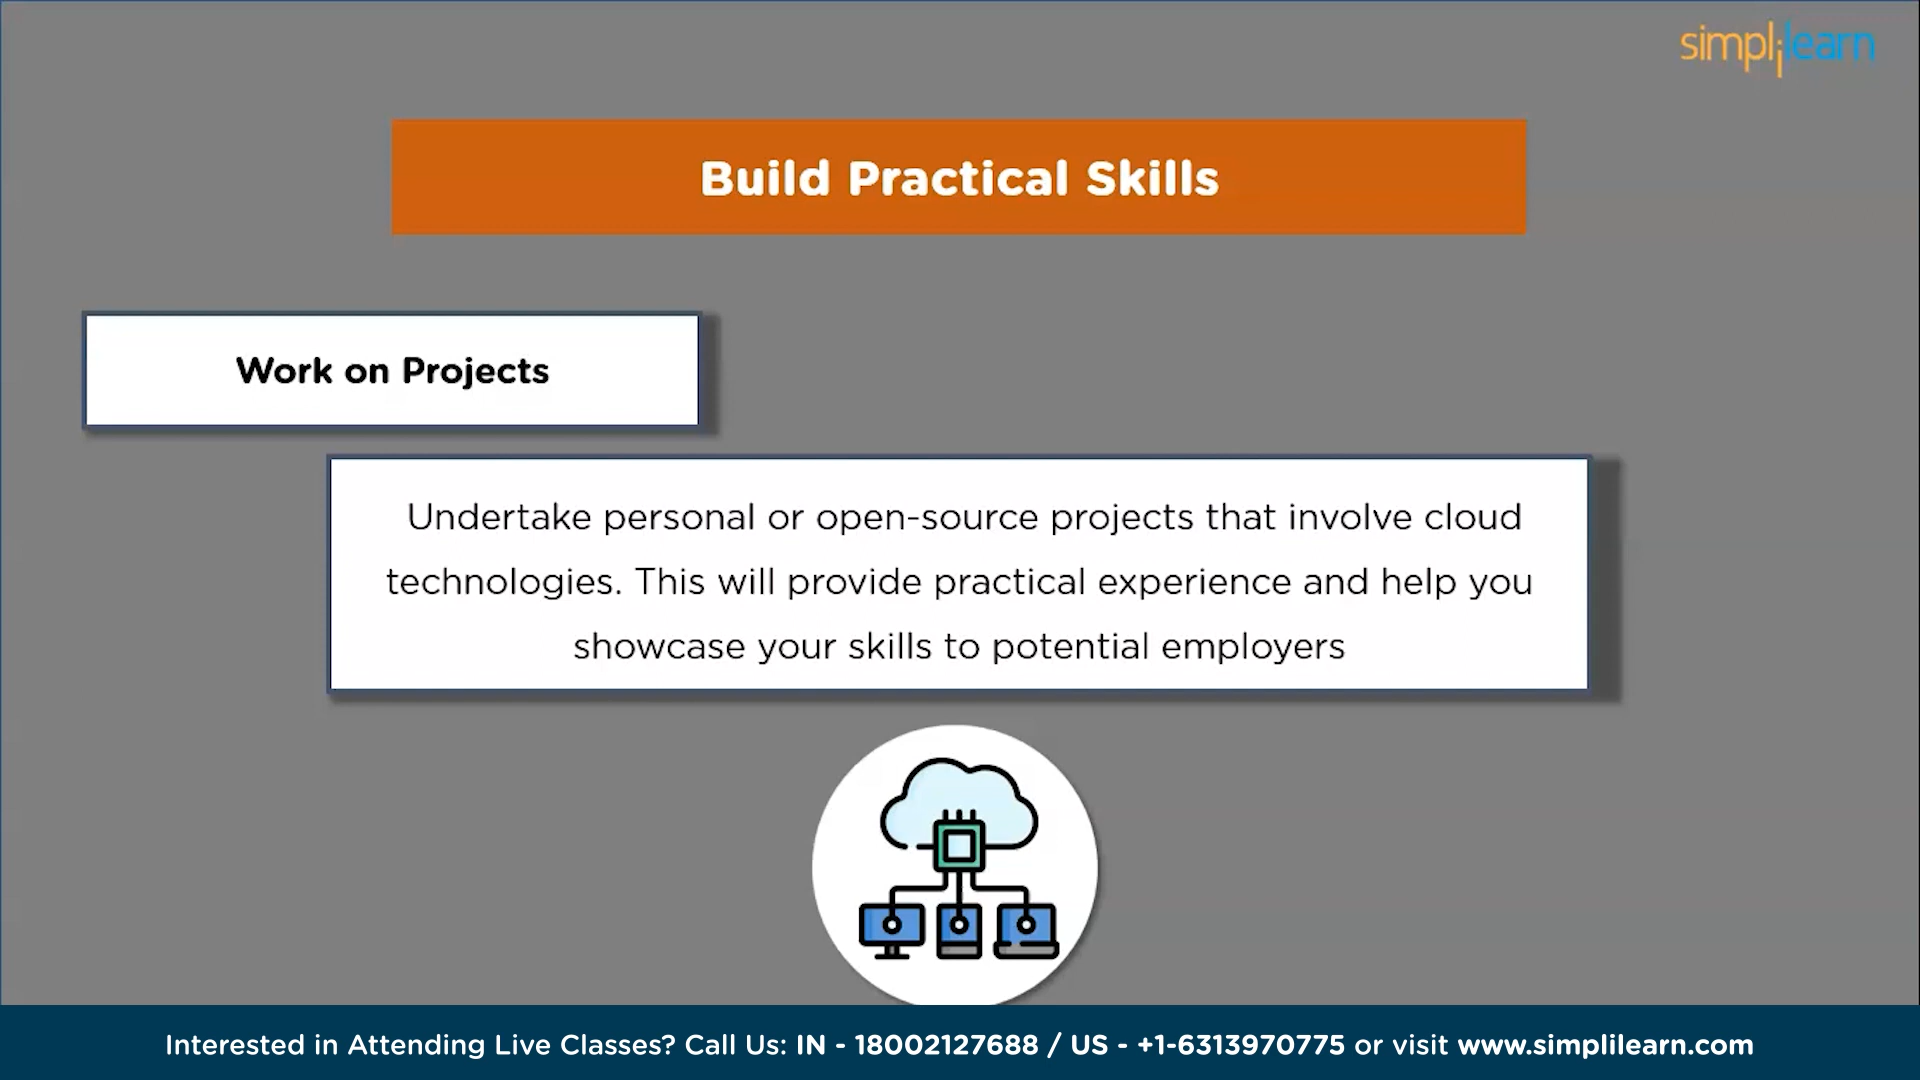 simplilearn
Build Practical Skills
Work on Projects
Undertake personal or open-source projects that involve cloud
technologies. This will provide practical experience and help you
showcase your skills to potential employers
Interested in Attending Live Classes? Call Us: IN - 18002127688 / US - +1-6313970775 or visit www.simplilearn.com